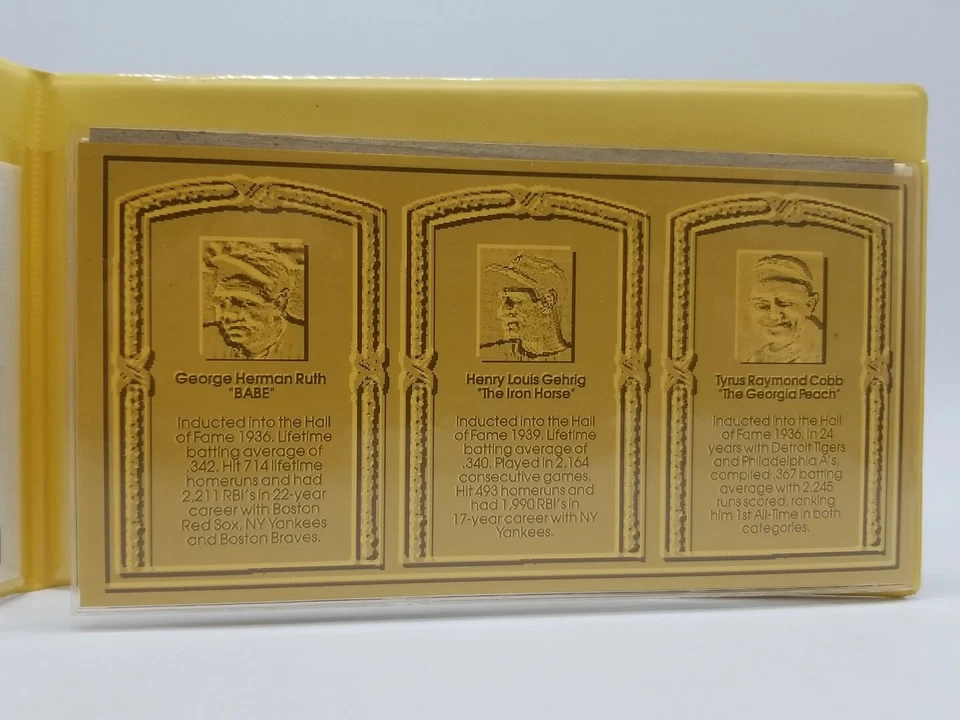 George Herman Ruth
"BABE"
Inducted into the Hall
of Fame 1936. Lifetime
batting average of
.342. Hit 714 lifetime
homeruns and had
2,211 RBI's in 22-year
career with Boston
Red Sox, NY Yankees
and Boston Braves.
Henry Louis Gehrig
"The Iron Horse"
Inducted into the Hall
of Fame 1939. Lifetime
batting average of
.340. Played in 2,164
consecutive games.
Hit 493 homeruns and
had 1,990 RBI's in
17-year career with NY
Yankees.
Tyrus Raymond Cobb
"The Georgia Peach"
Inducted into the Hall
of Fame 1936. In 24
years with Detroit Tigers
and Philadelphia A's,
compiled .367 batting
average with 2,245
runs scored, ranking
him 1st All-Time in both
categories.